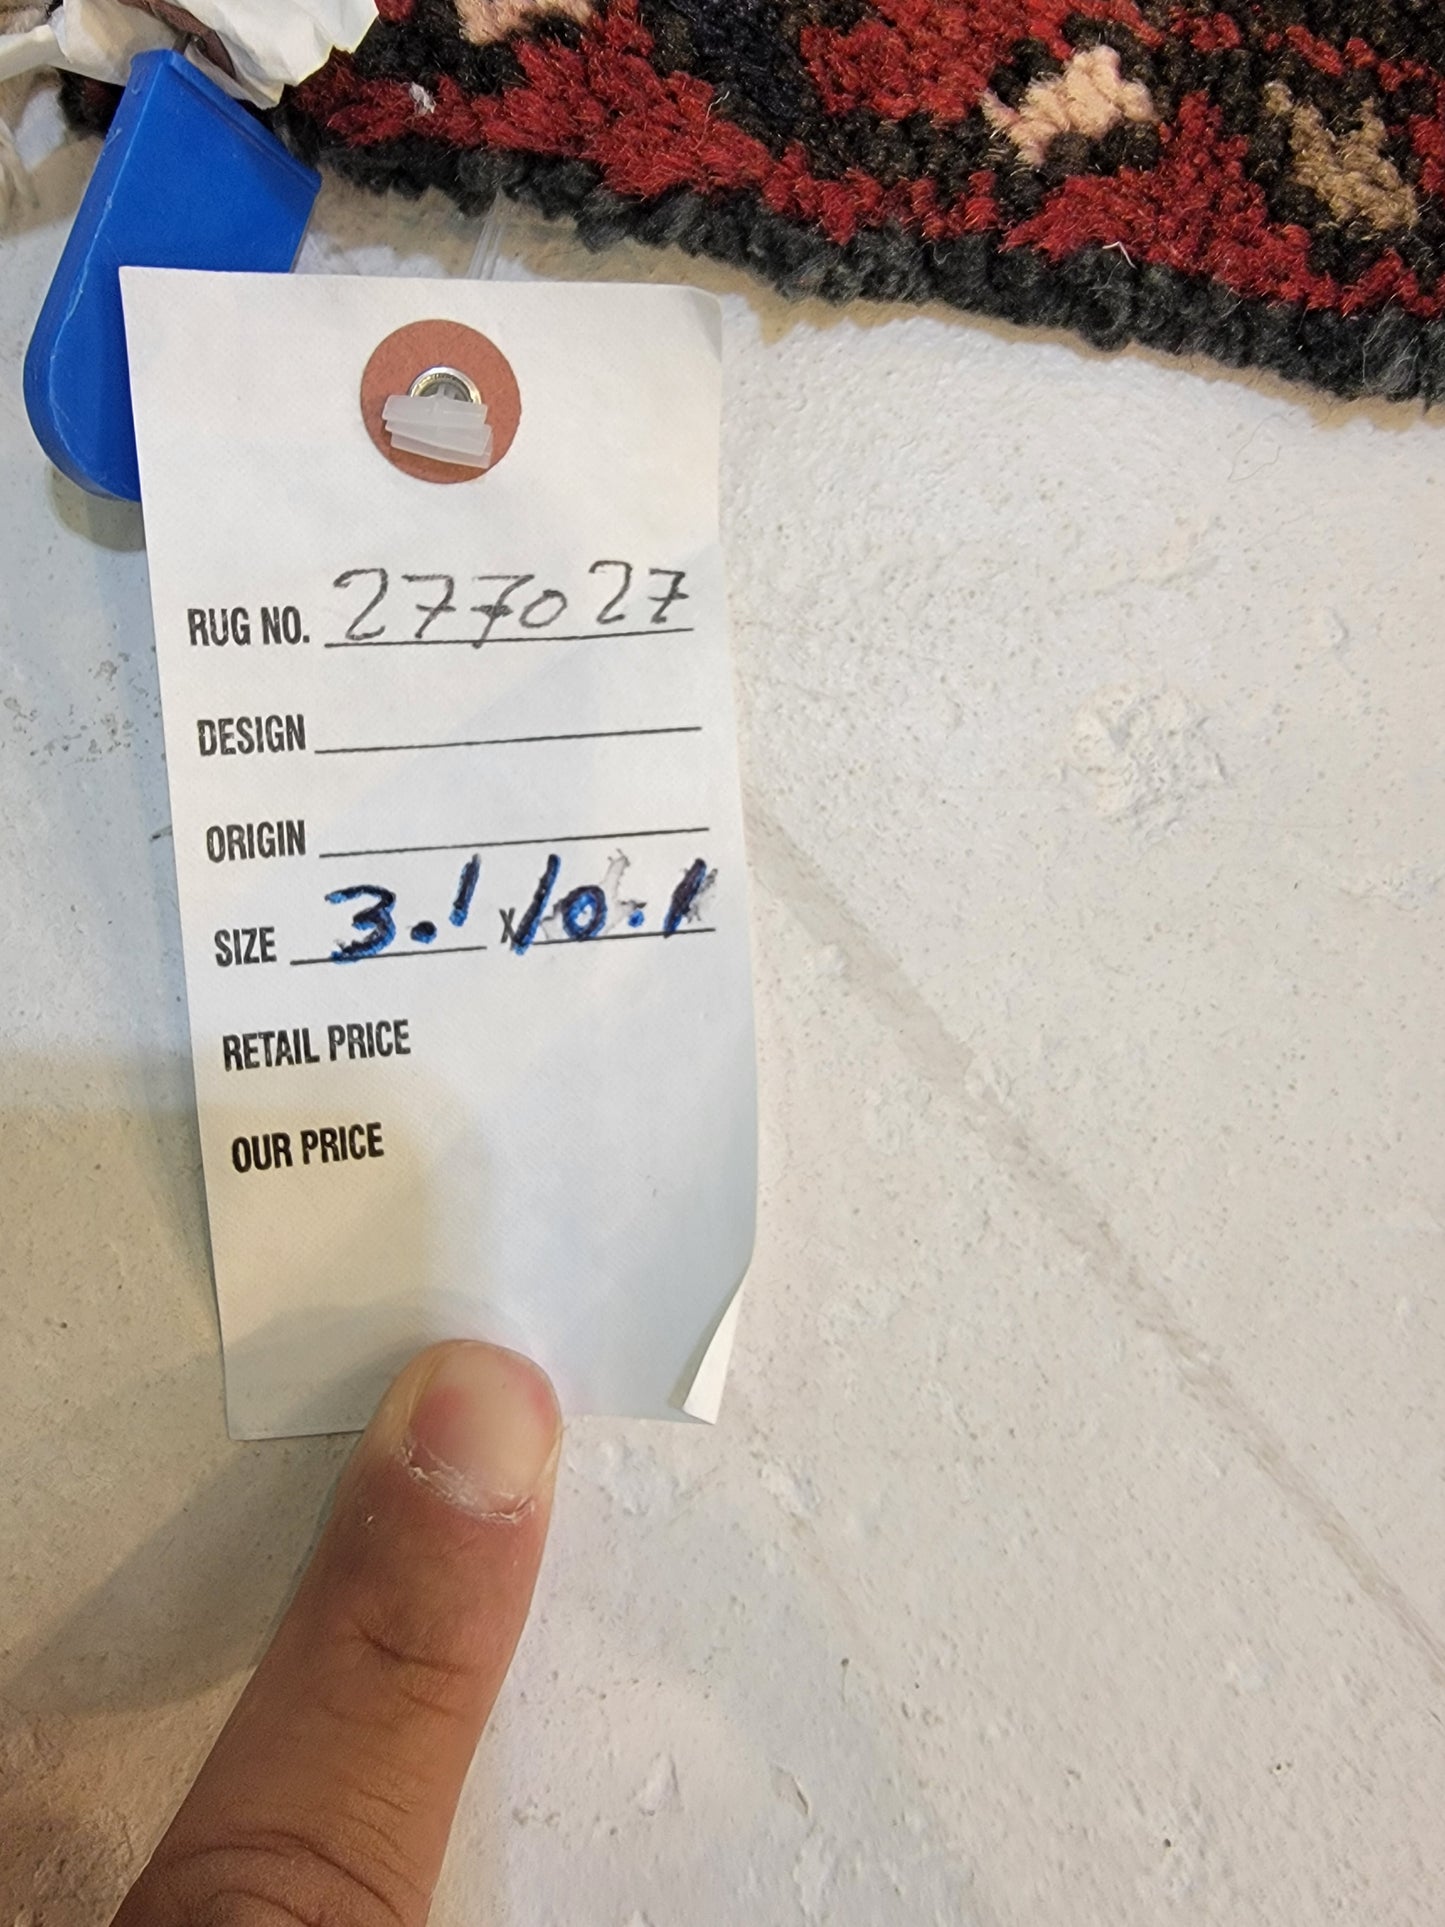 RUG NO. 277027
DESIGN
ORIGIN
SIZE 3.1 X 10.1
RETAIL PRICE
OUR PRICE